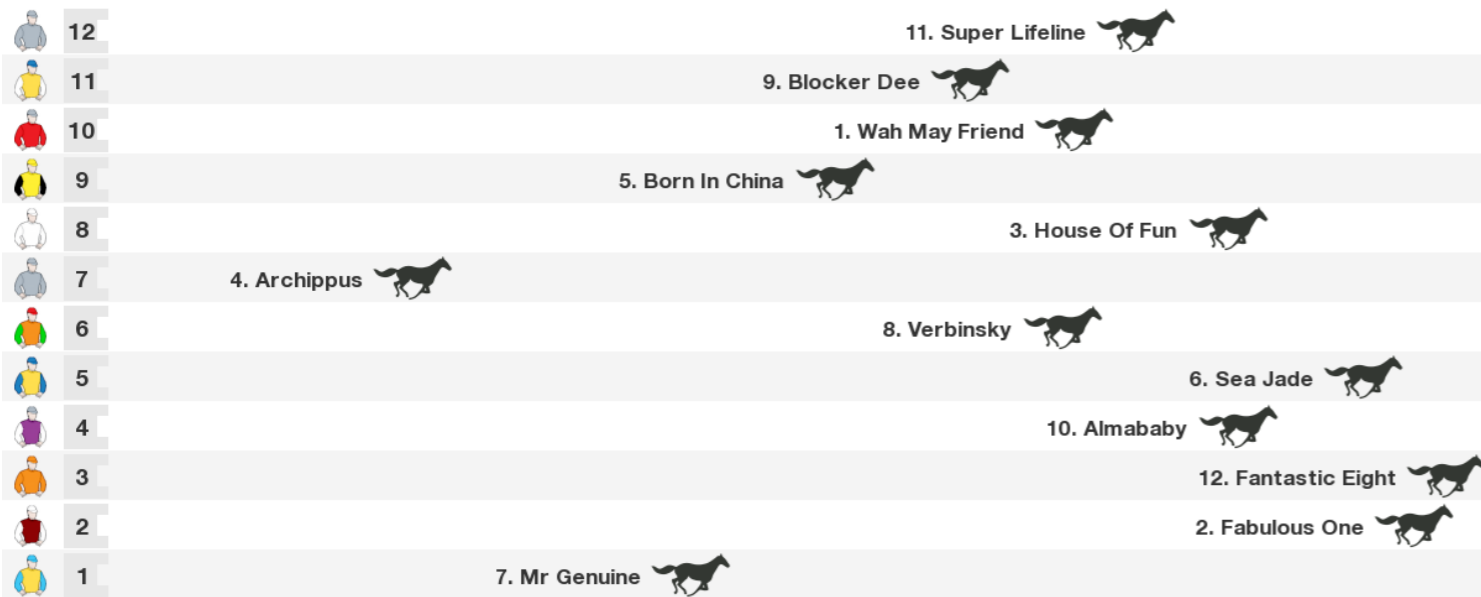 12 11. Super Lifeline
11 9. Blocker Dee
10 1. Wah May Friend
9 5. Born In China
8 3. House Of Fun
7 4. Archippus
6 8. Verbinsky
5 6. Sea Jade
4 10. Almababy
3 12. Fantastic Eight
2 2. Fabulous One
1 7. Mr Genuine